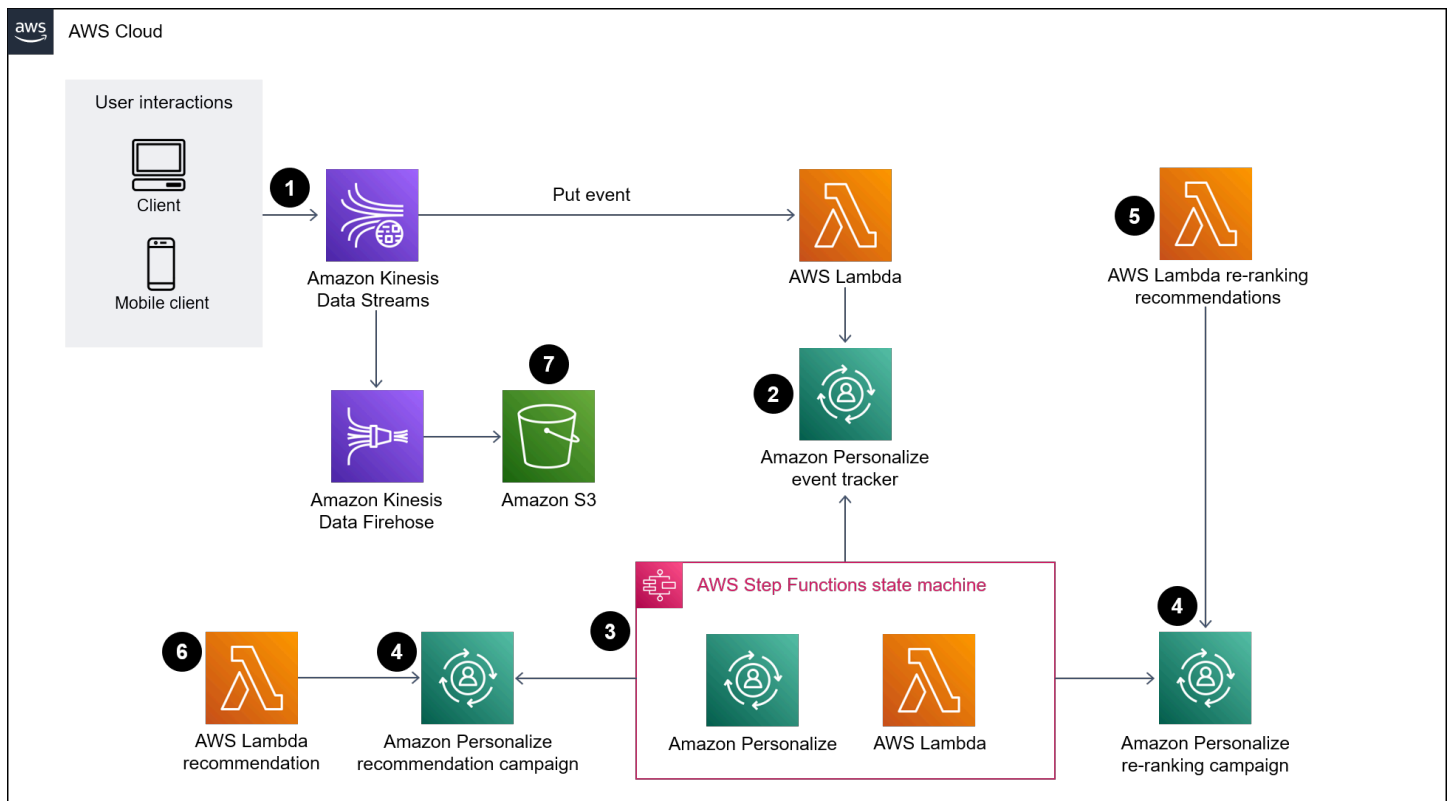 aws
AWS Cloud
User interactions
Client
Mobile client
1
Amazon Kinesis
Data Streams
Put event
AWS Lambda
5
AWS Lambda re-ranking
recommendations
7
Amazon Kinesis
Data Firehose
Amazon S3
2
Amazon Personalize
event tracker
AWS Step Functions state machine
3
Amazon Personalize
AWS Lambda
6
AWS Lambda
recommendation
4
Amazon Personalize
recommendation campaign
4
Amazon Personalize
re-ranking campaign